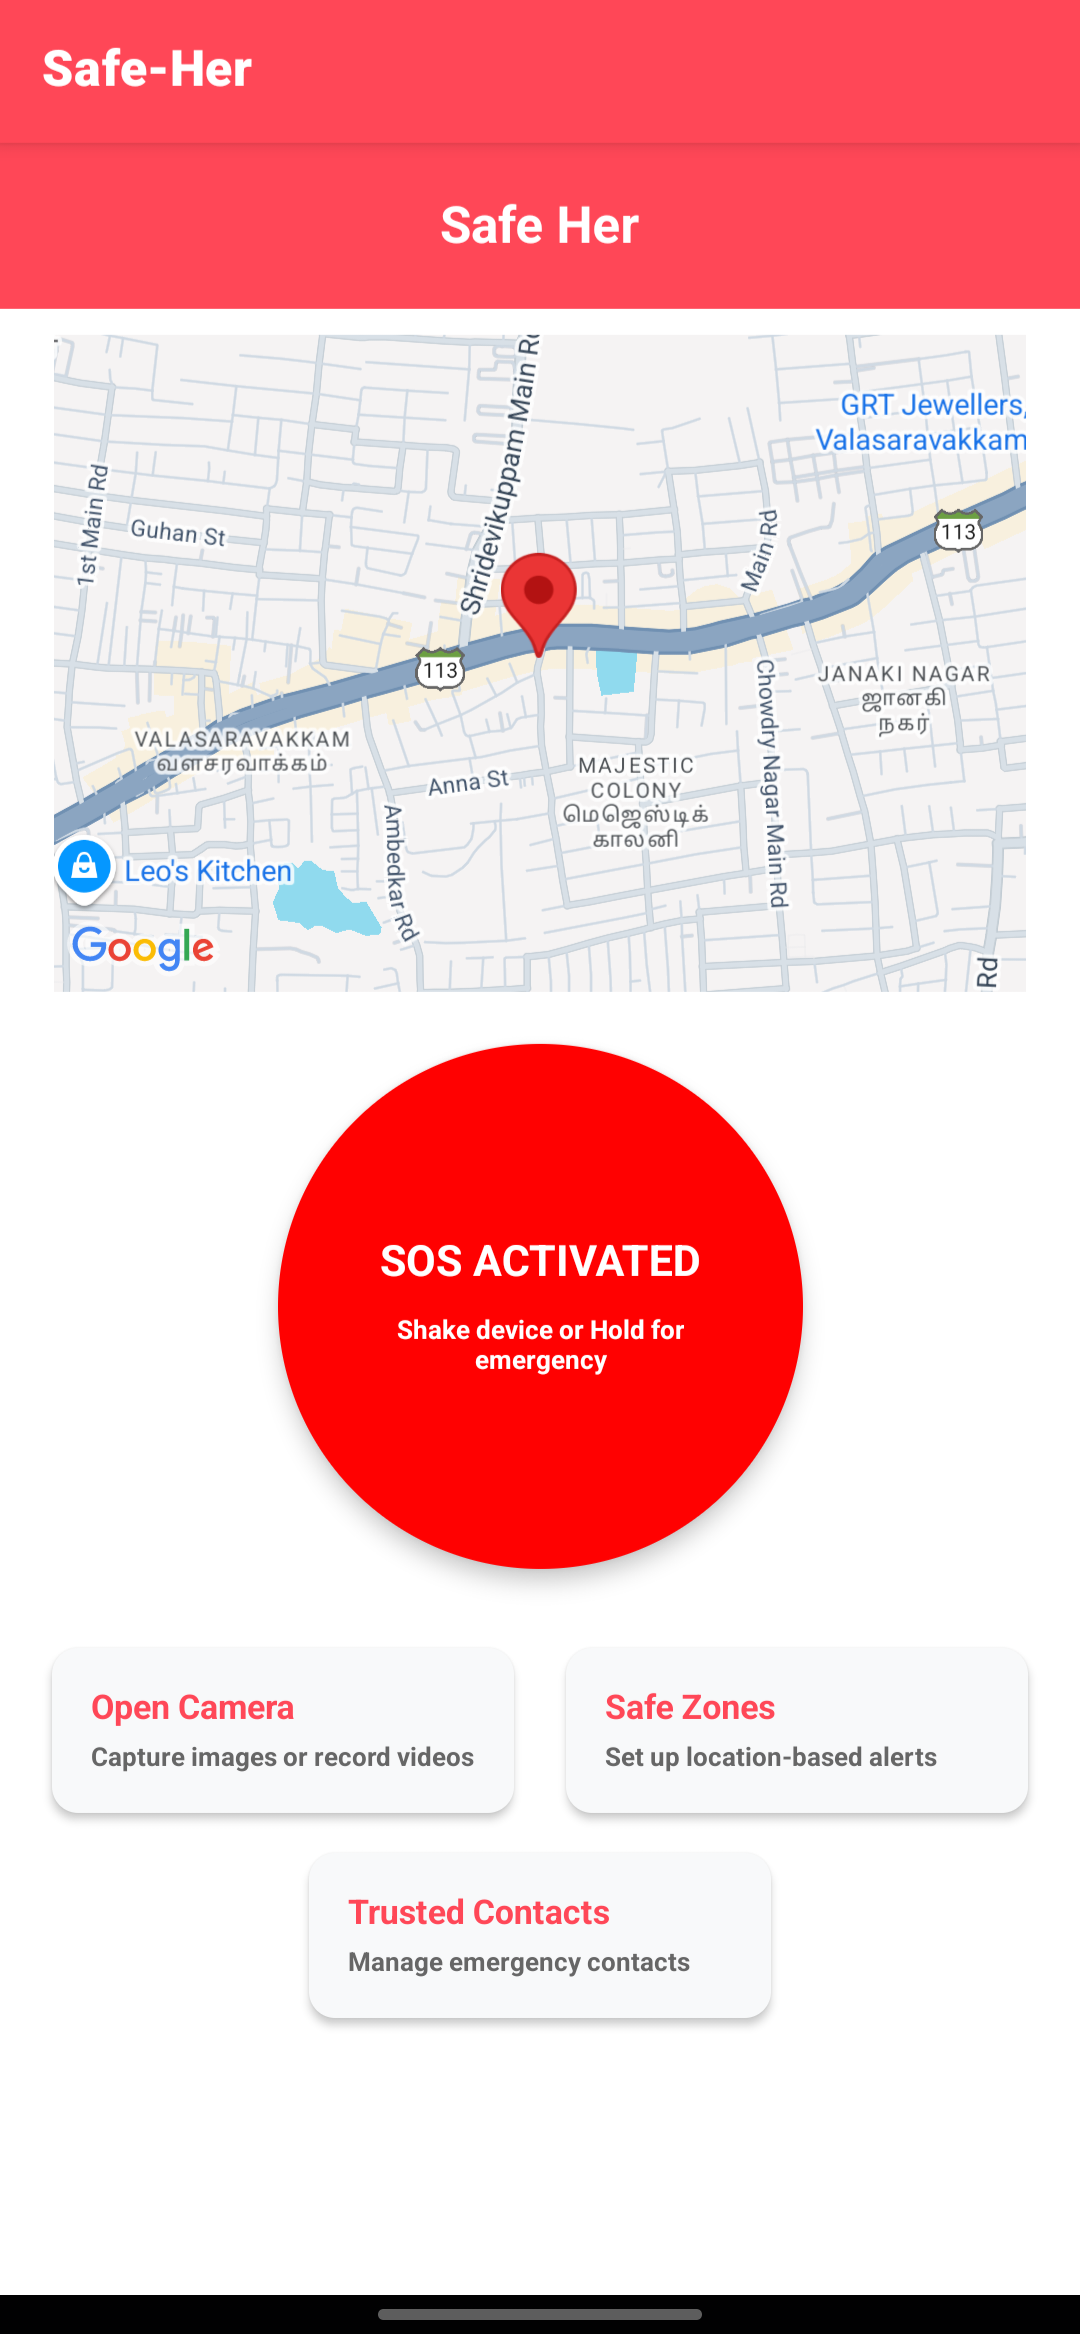 Safe-Her
Safe Her
Shridevikuppam Main
GRT Jewellers,
Valasaravakkam
1st Main Rd
Guhan St
Main Rd
113
113
JANAKI NAGAR
ஜானகி
நகர்
VALASARAVAKKAM
வளசரவாக்கம்
Chowdry Nagar Main Rd
MAJESTIC
COLONY
மெஜெஸ்டிக்
காலனி
Anna St
Ambedkar Rd
Leo's Kitchen
Google
Rd
SOS ACTIVATED
Shake device or Hold for
emergency
Open Camera
Capture images or record videos
Safe Zones
Set up location-based alerts
Trusted Contacts
Manage emergency contacts